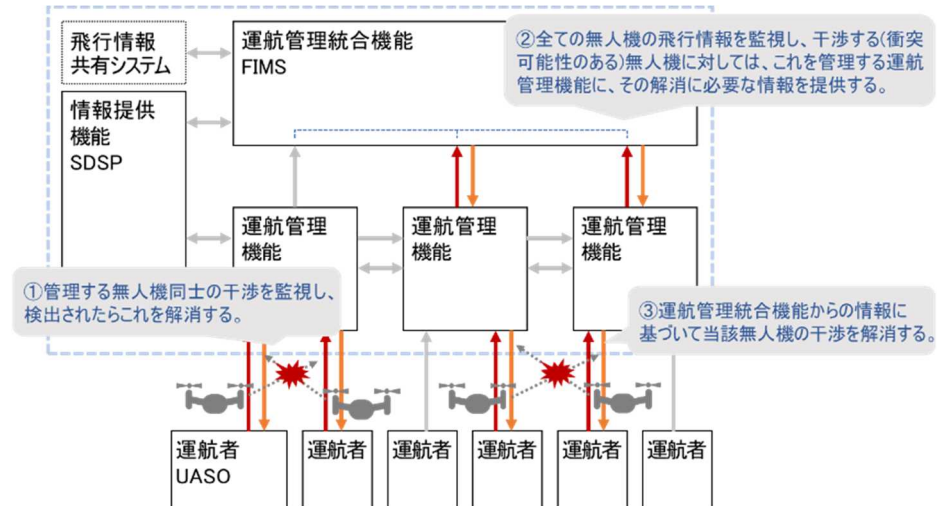 飛行情報
共有システム
運航管理統合機能
FIMS
②全ての無人機の飛行情報を監視し、干渉する(衝突
可能性のある)無人機に対しては、これを管理する運航
管理機能に、その解消に必要な情報を提供する。
情報提供
機能
SDSP
運航管理
機能
運航管理
機能
運航管理
機能
①管理する無人機同士の干渉を監視し、
検出されたらこれを解消する。
③運航管理統合機能からの情報に
基づいて当該無人機の干渉を解消する。
運航者
UASO
運航者
運航者
運航者
運航者
運航者